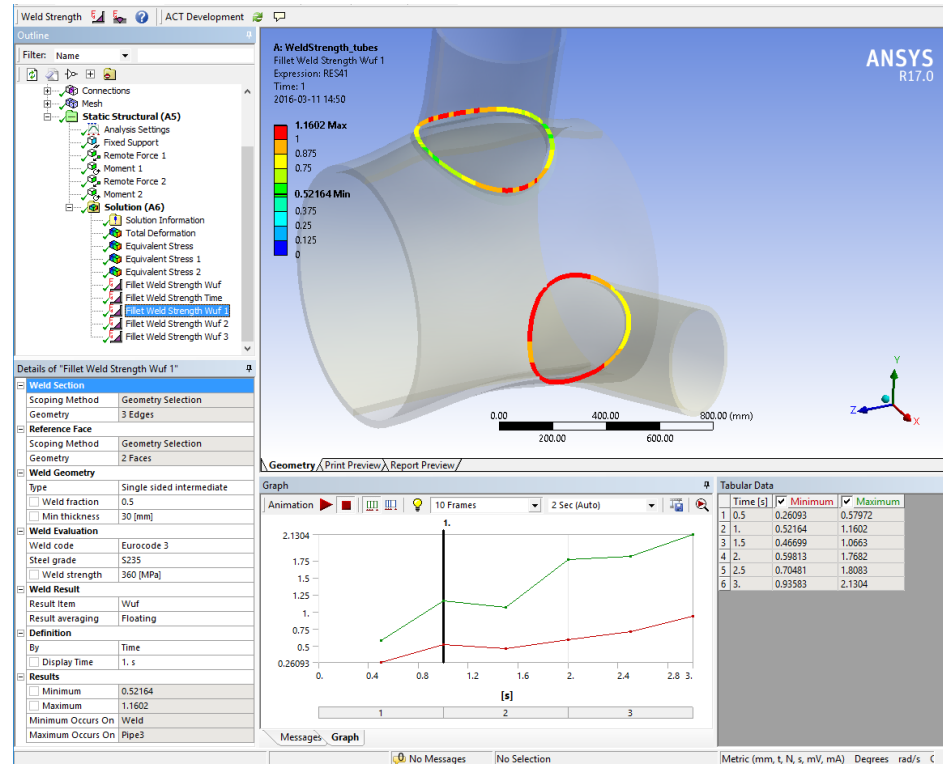 Weld Strength ACT Development
Outline
Filter: Name
Connections
Mesh
Static Structural (A5)
Analysis Settings
Fixed Support
Remote Force 1
Moment 1
Remote Force 2
Moment 2
Solution (A6)
Solution Information
Total Deformation
Equivalent Stress
Equivalent Stress 1
Equivalent Stress 2
Fillet Weld Strength Wuf
Fillet Weld Strength Time
Fillet Weld Strength Wuf 1
Fillet Weld Strength Wuf 2
Fillet Weld Strength Wuf 3
Details of "Fillet Weld Strength Wuf 1"
Weld Section
Scoping Method Geometry Selection
Geometry 3 Edges
Reference Face
Scoping Method Geometry Selection
Geometry 2 Faces
Weld Geometry
Type Single sided intermediate
Weld fraction 0.5
Min thickness 30 [mm]
Weld Evaluation
Weld code Eurocode 3
Steel grade S235
Weld strength 360 [MPa]
Weld Result
Result Item Wuf
Result averaging Floating
Definition
By Time
Display Time 1. s
Results
Minimum 0.52164
Maximum 1.1602
Minimum Occurs On Weld
Maximum Occurs On Pipe3
A: WeldStrength_tubes
Fillet Weld Strength Wuf 1
Expression: RES41
Time: 1
2016-03-11 14:50
1.1602 Max
1
0.875
0.75
0.52164 Min
0.375
0.25
0.125
0
ANSYS
R17.0
Y
Z
X
0.00 400.00 800.00 (mm)
200.00 600.00
Geometry Print Preview Report Preview
Graph
Animation 10 Frames 2 Sec (Auto)
1.
2.1304
1.75
1.5
1.25
1.
0.75
0.5
0.26093
0. 0.4 0.8 1.2 1.6 2. 2.4 2.8 3.
[s]
1 2 3
Messages Graph
Tabular Data
Time [s] Minimum Maximum
1 0.5 0.26093 0.57972
2 1. 0.52164 1.1602
3 1.5 0.46699 1.0663
4 2. 0.59813 1.7682
5 2.5 0.70481 1.8083
6 3. 0.93583 2.1304
No Messages No Selection Metric (mm, t, N, s, mV, mA) Degrees rad/s C